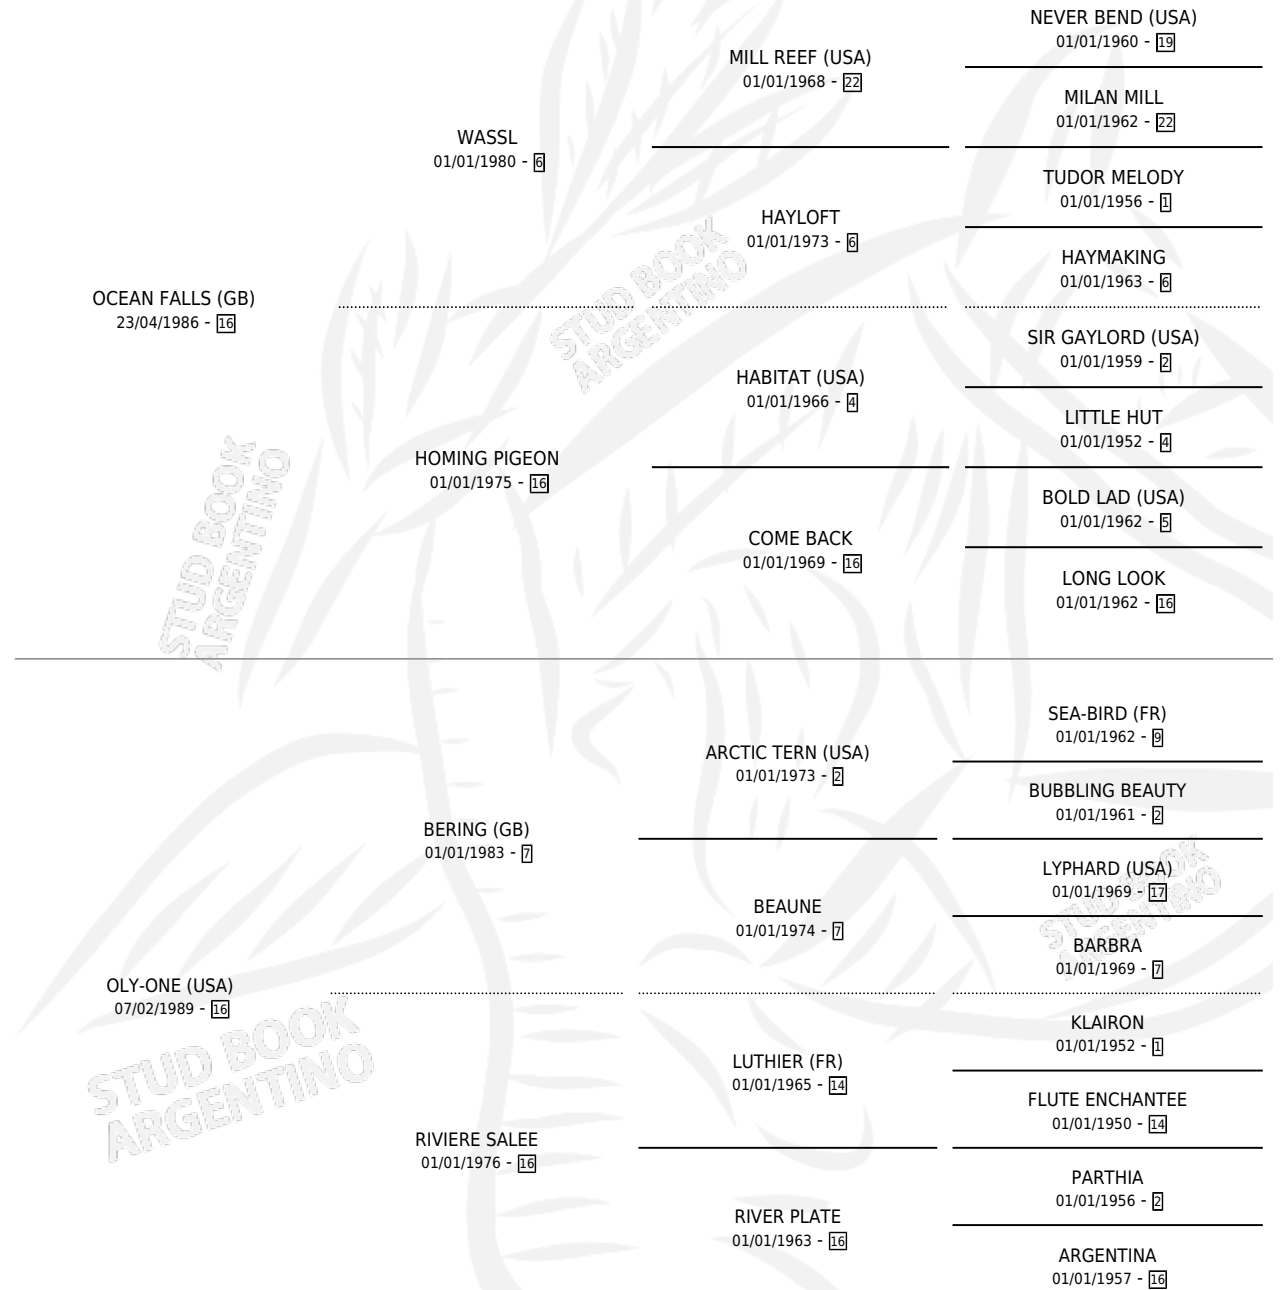 OCEAN FALLS (GB)
23/04/1986 - 16
WASSL
01/01/1980 - 6
MILL REEF (USA)
01/01/1968 - 22
NEVER BEND (USA)
01/01/1960 - 19
MILAN MILL
01/01/1962 - 22
HAYLOFT
01/01/1973 - 6
TUDOR MELODY
01/01/1956 - 1
HAYMAKING
01/01/1963 - 6
HOMING PIGEON
01/01/1975 - 16
HABITAT (USA)
01/01/1966 - 4
SIR GAYLORD (USA)
01/01/1959 - 2
LITTLE HUT
01/01/1952 - 4
COME BACK
01/01/1969 - 16
BOLD LAD (USA)
01/01/1962 - 5
LONG LOOK
01/01/1962 - 16
OLY-ONE (USA)
07/02/1989 - 16
BERING (GB)
01/01/1983 - 7
ARCTIC TERN (USA)
01/01/1973 - 2
SEA-BIRD (FR)
01/01/1962 - 9
BUBBLING BEAUTY
01/01/1961 - 2
BEAUNE
01/01/1974 - 7
LYPHARD (USA)
01/01/1969 - 17
BARBRA
01/01/1969 - 7
RIVIERE SALEE
01/01/1976 - 16
LUTHIER (FR)
01/01/1965 - 14
KLAIRON
01/01/1952 - 1
FLUTE ENCHANTEE
01/01/1950 - 14
RIVER PLATE
01/01/1963 - 16
PARTHIA
01/01/1956 - 2
ARGENTINA
01/01/1957 - 16
STUD BOOK
ARGENTINO
STUD BOOK
ARGENTINO
STUD BOOK
ARGENTINO
STUD BOOK
ARGENTINO